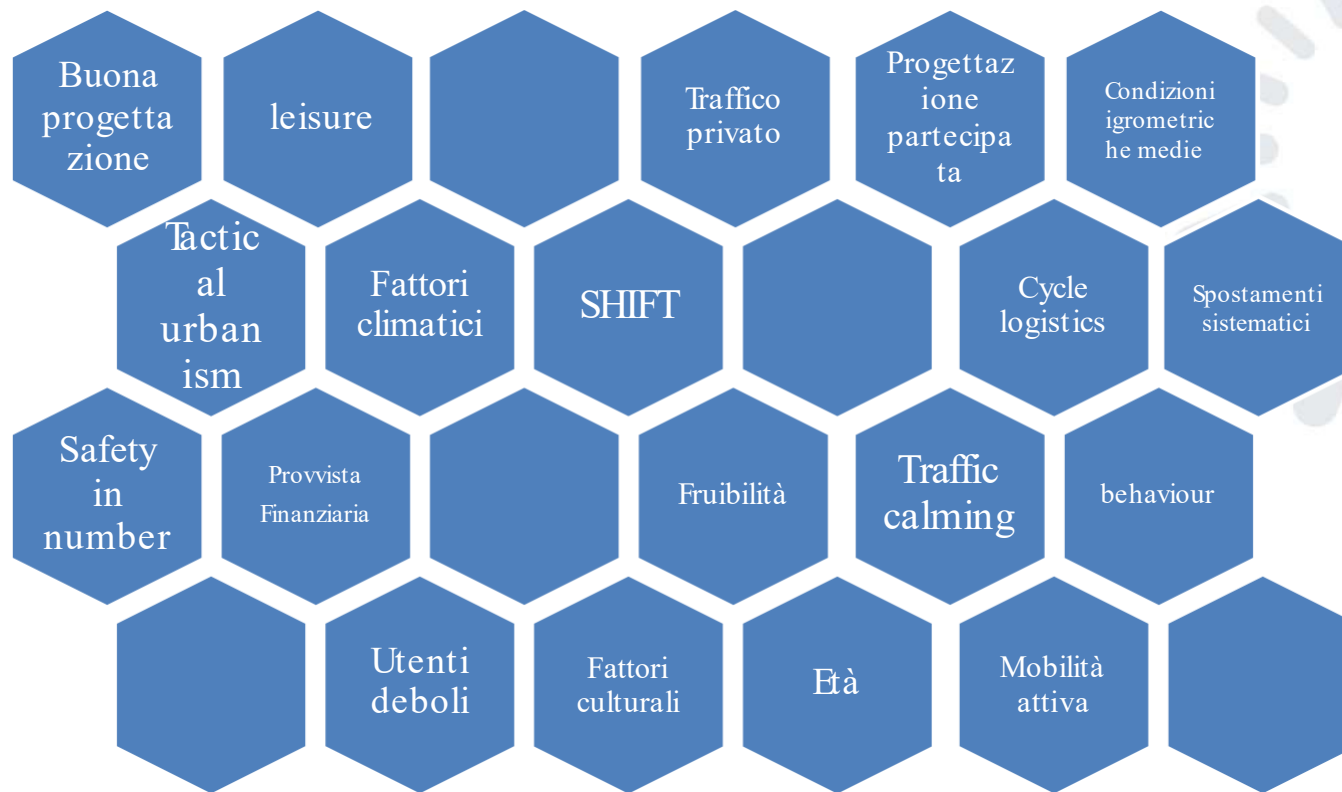 Buona
progetta
zione
leisure
Traffico
privato
Progettaz
ione
partecipa
ta
Condizioni
igrometric
he medie
Tactic
al
urban
ism
Fattori
climatici
SHIFT
Cycle
logistics
Spostamenti
sistematici
Safety
in
number
Provvista
Finanziaria
Fruibilità
Traffic
calming
behaviour
Utenti
deboli
Fattori
culturali
Età
Mobilità
attiva